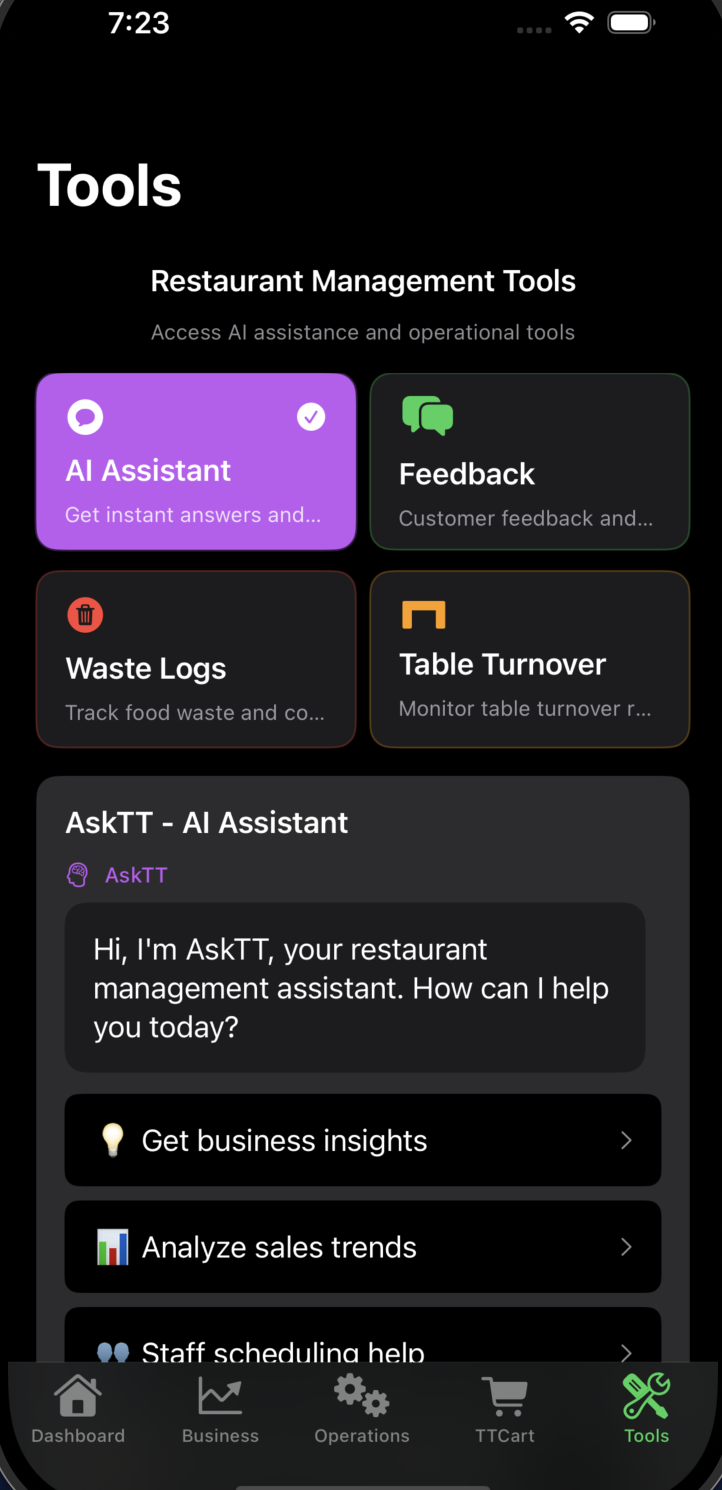 7:23
Tools
Restaurant Management Tools
Access AI assistance and operational tools
AI Assistant
Get instant answers and...
Feedback
Customer feedback and...
Waste Logs
Track food waste and co...
Table Turnover
Monitor table turnover r...
AskTT - AI Assistant
AskTT
Hi, I'm AskTT, your restaurant
management assistant. How can I help
you today?
Get business insights
Analyze sales trends
Staff scheduling help
Dashboard
Business
Operations
TTCart
Tools